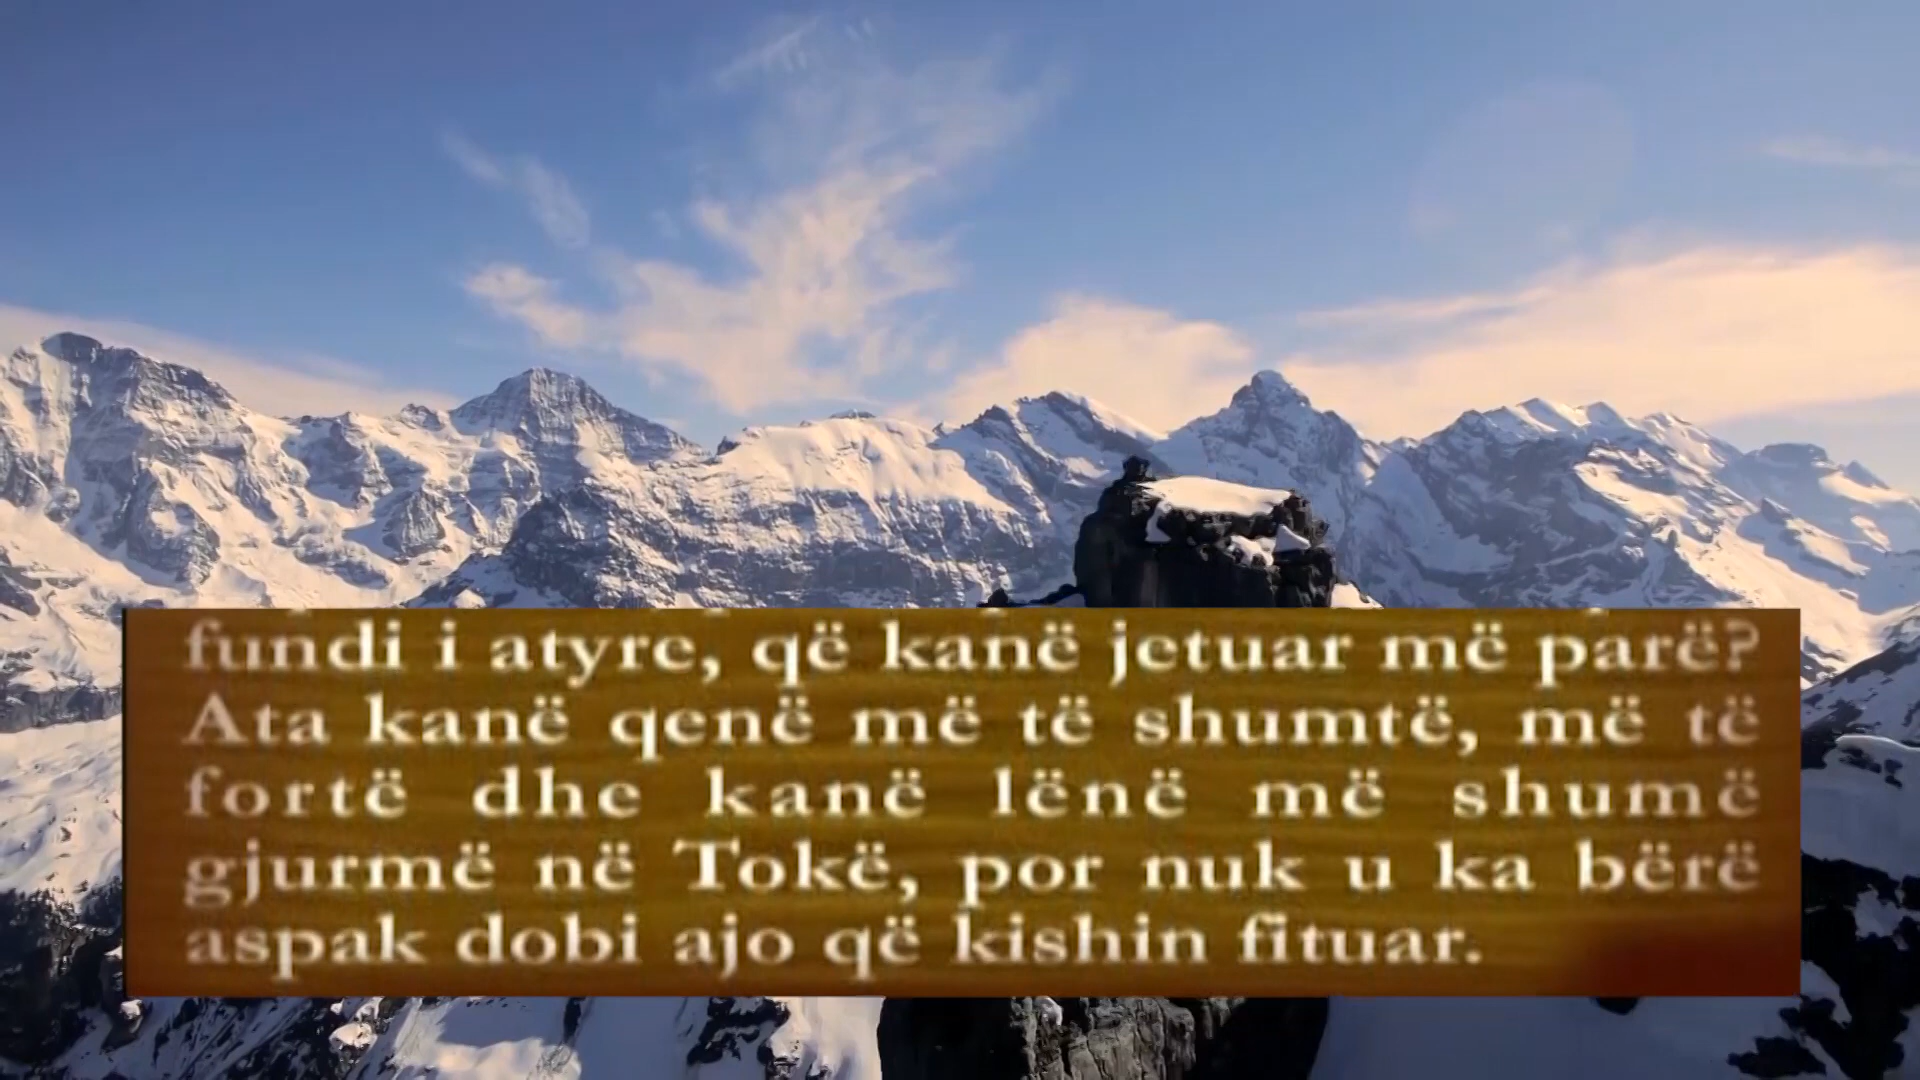 fundi i atyre, që kanë jetuar më parë?
Ata kanë qenë më të shumtë, më të
fortë dhe kanë lënë më shumë
gjurmë në Tokë, por nuk u ka bërë
aspak dobi ajo që kishin fituar.